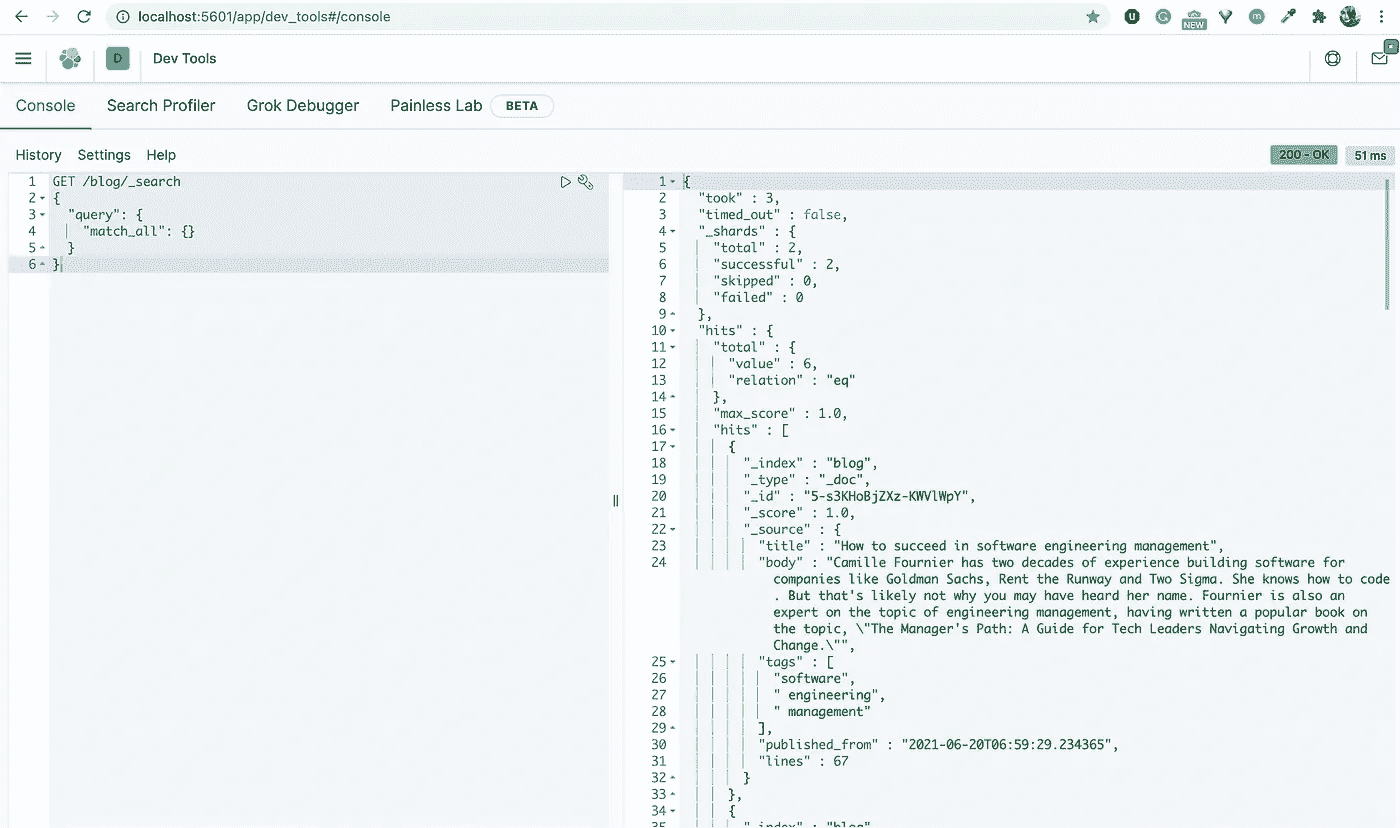 localhost:5601/app/dev_tools#/console
NEW
D
Dev Tools
Console Search Profiler Grok Debugger Painless Lab BETA
History Settings Help
200 - OK 51 ms
1 GET /blog/_search
2 {
3 "query": {
4 "match_all": {}
5 }
6 }
1 {
2 "took" : 3,
3 "timed_out" : false,
4 "_shards" : {
5 "total" : 2,
6 "successful" : 2,
7 "skipped" : 0,
8 "failed" : 0
9 },
10 "hits" : {
11 "total" : {
12 "value" : 6,
13 "relation" : "eq"
14 },
15 "max_score" : 1.0,
16 "hits" : [
17 {
18 "_index" : "blog",
19 "_type" : "_doc",
20 "_id" : "5-s3KHoBjZXz-KWVlWpY",
21 "_score" : 1.0,
22 "_source" : {
23 "title" : "How to succeed in software engineering management",
24 "body" : "Camille Fournier has two decades of experience building software for
companies like Goldman Sachs, Rent the Runway and Two Sigma. She knows how to code
. But that's likely not why you may have heard her name. Fournier is also an
expert on the topic of engineering management, having written a popular book on
the topic, \"The Manager's Path: A Guide for Tech Leaders Navigating Growth and
Change.\"",
25 "tags" : [
26 "software",
27 " engineering",
28 " management"
29 ],
30 "published_from" : "2021-06-20T06:59:29.234365",
31 "lines" : 67
32 }
33 },
34 {
35 "_index" : "blog"